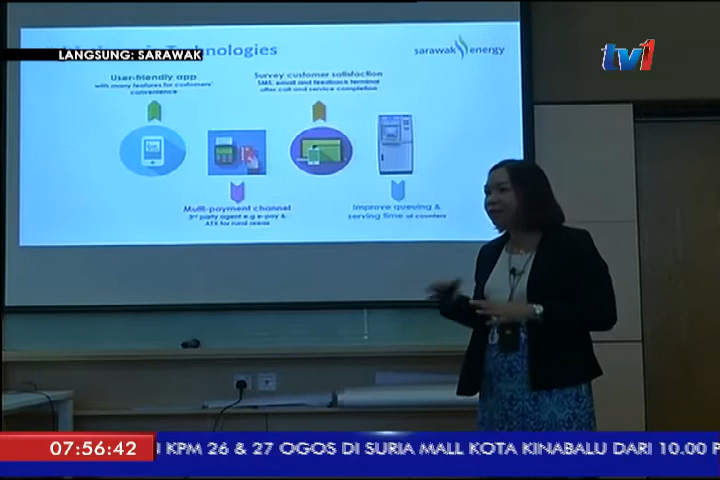 LANGSUNG: SARAWAK
Technologies
sarawak energy
tv1
User-friendly app
with many features for customers'
convenience
Survey customer satisfaction
SMS, email and feedback terminal
after call and service completion
Multi-payment channel
3rd party agent e.g e-pay &
ATX for rural areas
Improve queuing &
serving time at counters
07:56:42
KPM 26 & 27 OGOS DI SURIA MALL KOTA KINABALU DARI 10.00 P